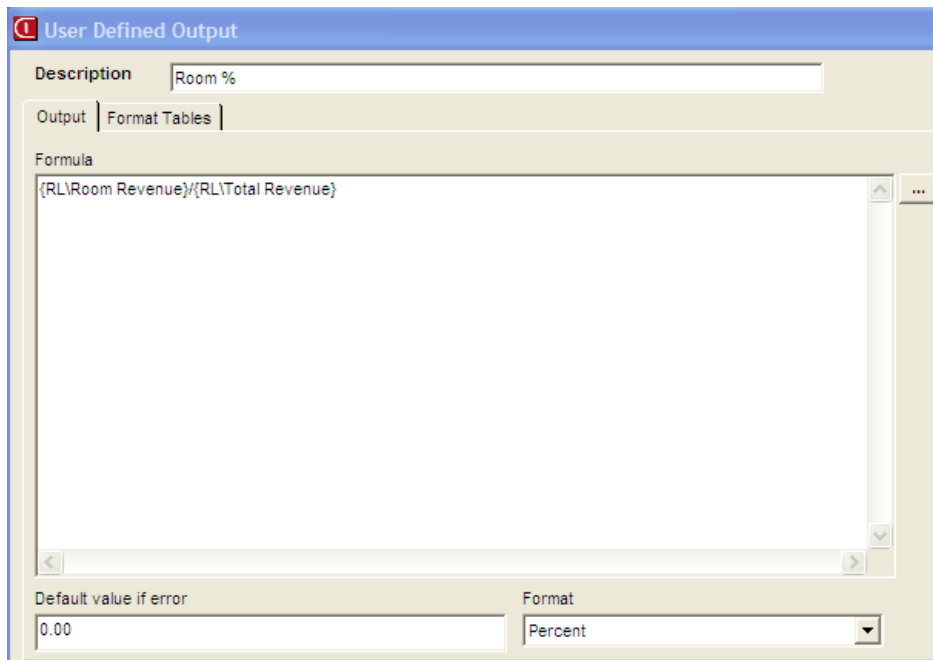 User Defined Output
Description Room %
Output Format Tables
Formula
{RL\Room Revenue}/{RL\Total Revenue}
...
Default value if error Format
0.00 Percent